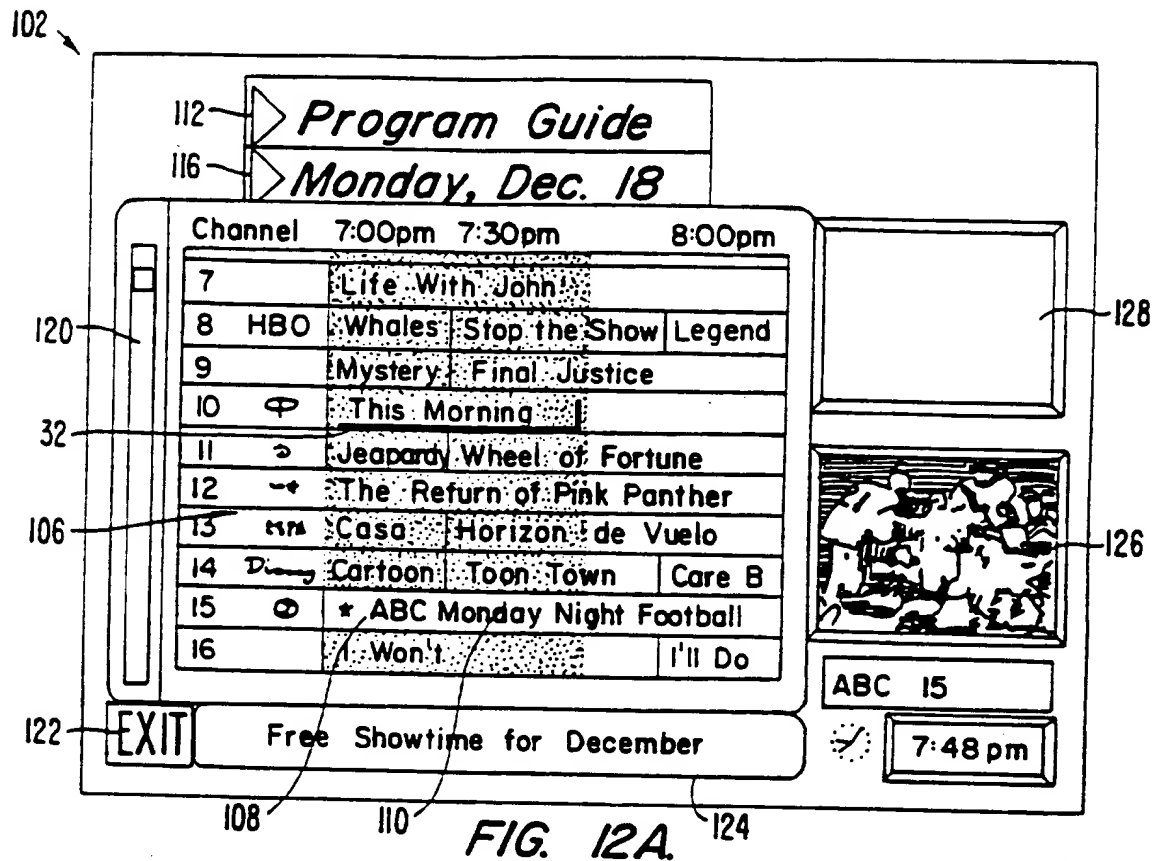 102
112 Program Guide
116 Monday, Dec. 18
Channel 7:00pm 7:30pm 8:00pm
7 Life With John
8 HBO Whales Stop the Show Legend
9 Mystery Final Justice
10 This Morning
11 Jeapardy Wheel of Fortune
12 The Return of Pink Panther
13 Casa Horizon de Vuelo
14 Cartoon Toon Town Care B
15 * ABC Monday Night Football
16 I Won't I'll Do
120
32
106
128
126
ABC 15
122 EXIT Free Showtime for December
7:48pm
108 110 124
FIG. 12A.